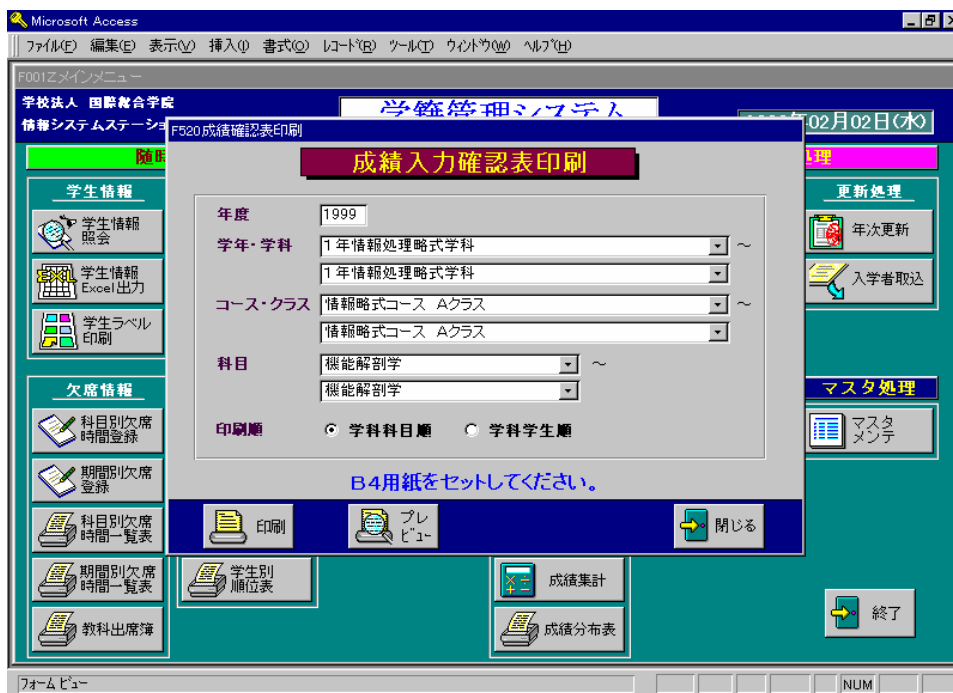 Microsoft Access
ファイル(F) 編集(E) 表示(V) 挿入(I) 書式(O) レコード(R) ツール(T) ウィンドウ(W) ヘルプ(H)
F001Zメインメニュー
学校法人 国際総合学院
情報システムステーショ
学籍管理システム
02月02日(水)
F520成績確認表印刷
成績入力確認表印刷
随時
処理
学生情報
学生情報
照会
学生情報
Excel出力
学生ラベル
印刷
欠席情報
科目別欠席
時間登録
期間別欠席
登録
科目別欠席
時間一覧表
期間別欠席
時間一覧表
教科出席簿
年度 1999
学年・学科 1年情報処理略式学科 ～
1年情報処理略式学科
コース・クラス 情報略式コース Aクラス ～
情報略式コース Aクラス
科目 機能解剖学 ～
機能解剖学
印刷順 学科科目順 学科学生順
B4用紙をセットしてください。
印刷
プレ
ビュー
閉じる
学生別
順位表
成績集計
成績分布表
更新処理
年次更新
入学者取込
マスタ処理
マスタ
メンテ
終了
フォーム ビュー
NUM